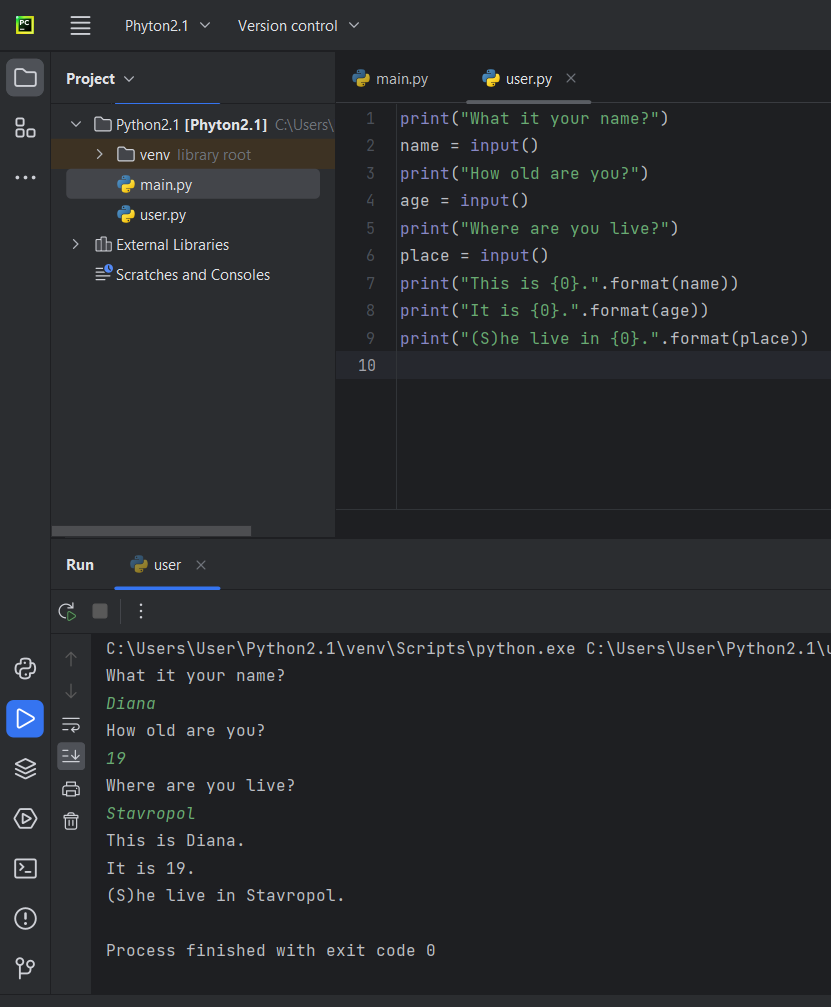 PC
Phyton2.1
Version control
Project
Python2.1 [Phyton2.1] C:\Users\
venv library root
main.py
user.py
External Libraries
Scratches and Consoles
main.py
user.py
1 print("What it your name?")
2 name = input()
3 print("How old are you?")
4 age = input()
5 print("Where are you live?")
6 place = input()
7 print("This is {0}.".format(name))
8 print("It is {0}.".format(age))
9 print("(S)he live in {0}.".format(place))
10
Run
user
C:\Users\User\Python2.1\venv\Scripts\python.exe C:\Users\User\Python2.1\u
What it your name?
Diana
How old are you?
19
Where are you live?
Stavropol
This is Diana.
It is 19.
(S)he live in Stavropol.
Process finished with exit code 0